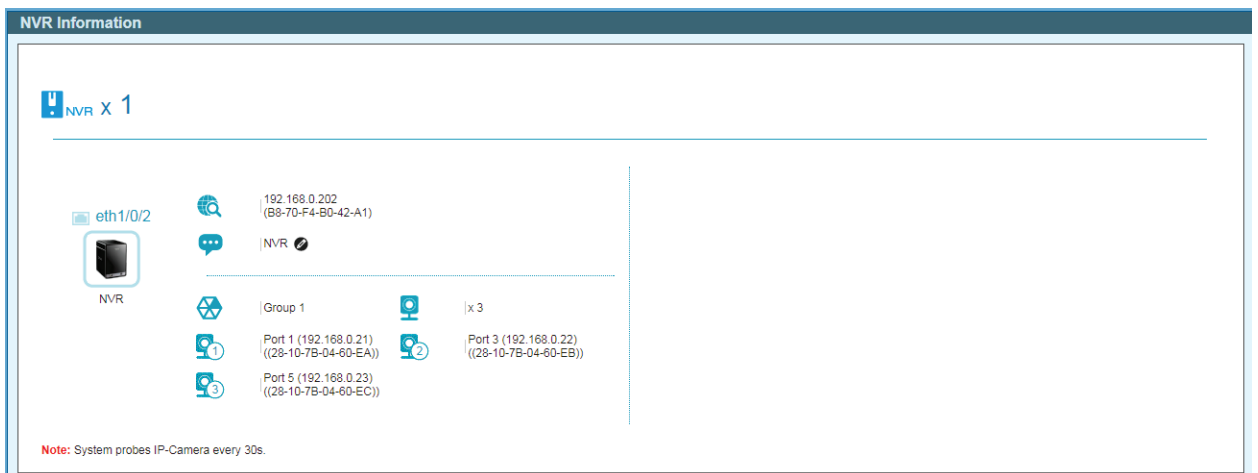 NVR Information
NVR x 1
eth1/0/2
NVR
192.168.0.202
(B8-70-F4-B0-42-A1)
NVR
Group 1
x 3
1
Port 1 (192.168.0.21)
((28-10-7B-04-60-EA))
2
Port 3 (192.168.0.22)
((28-10-7B-04-60-EB))
3
Port 5 (192.168.0.23)
((28-10-7B-04-60-EC))
Note: System probes IP-Camera every 30s.